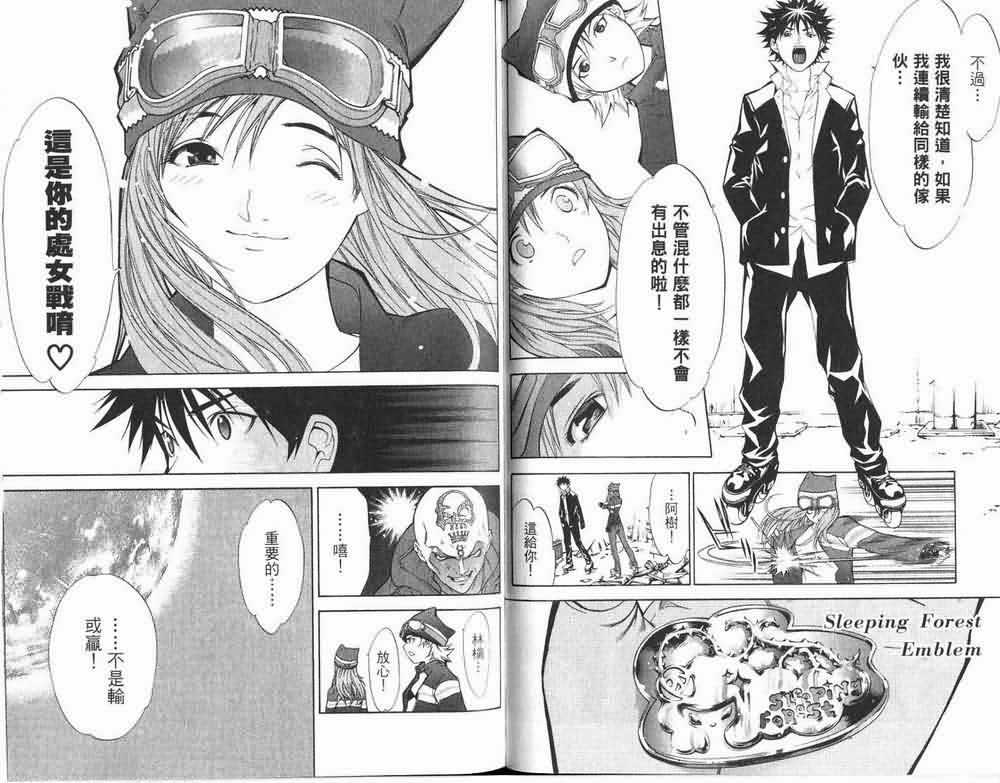 不過…
我很清楚知道，如果
我連續輸給同樣的傢
伙…
不管混什麼都一樣不會
有出息的啦！
…阿樹！
這給你！
Sleeping Forest
Emblem
SLEEPING
FOREST
這是你的處女戰唷♡
……嘻！
林檎…
放心！
重要的……
……不是輸
或贏！